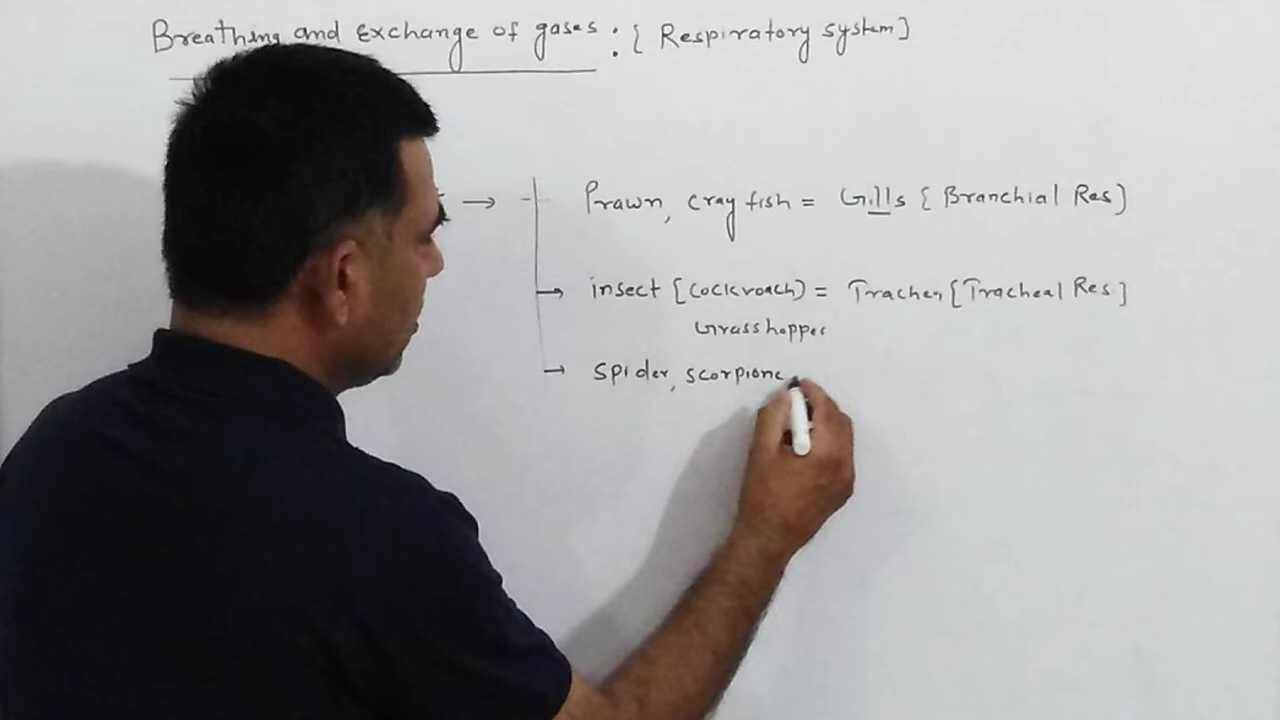 Breathing and Exchange of gases : { Respiratory system]
→ Prawn, cray fish = Gills { Branchial Res]
→ insect [Cockroach) = Trachea [Tracheal Res]
Grasshopper
→ Spider, scorpions